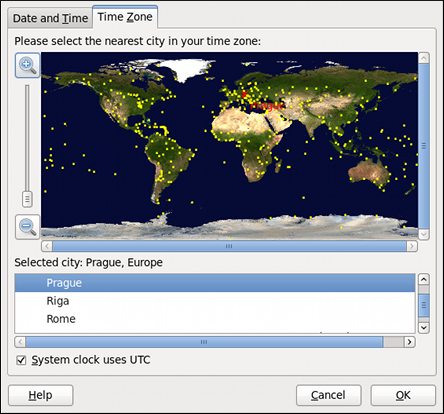 Date and Time Time Zone
Please select the nearest city in your time zone:
Prague
Selected city: Prague, Europe
Prague
Riga
Rome
System clock uses UTC
Help Cancel OK